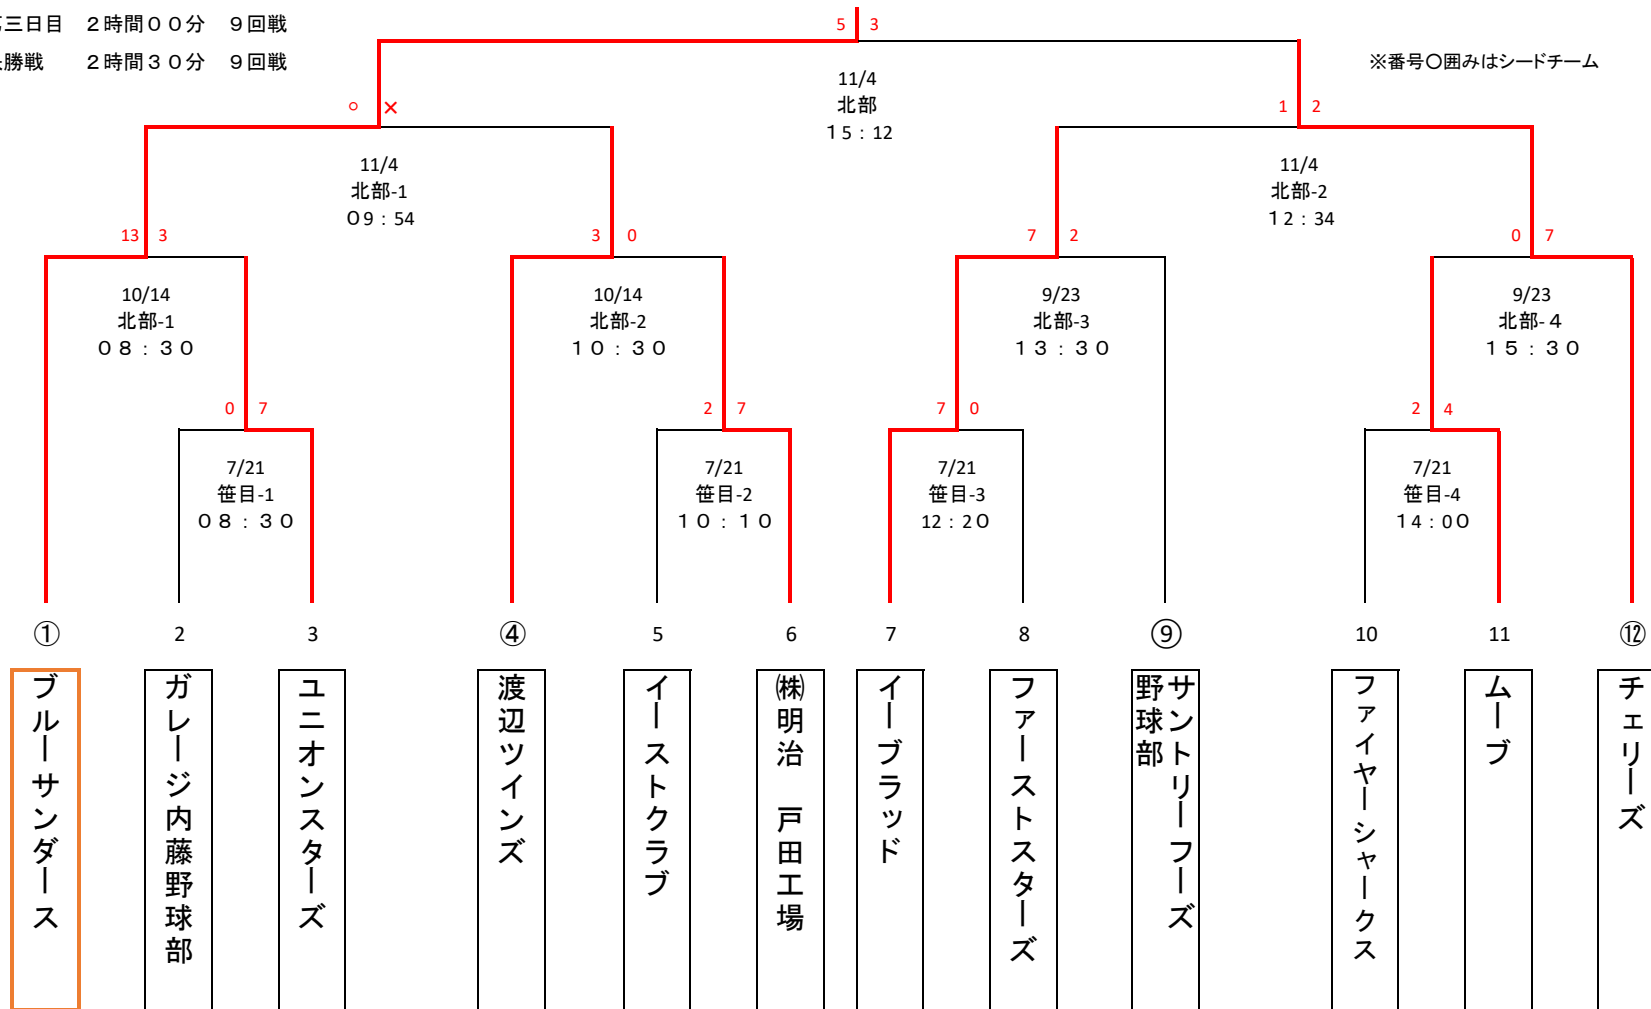 三日目　２時間００分　９回戦
勝戦　　２時間３０分　９回戦
※番号〇囲みはシードチーム
5 3
11/4
北部
１５：１２
○ ×
11/4
北部-1
０９：54
1 2
11/4
北部-2
１２：34
13 3
10/14
北部-1
０８：３０
3 0
10/14
北部-2
１０：３０
7 2
9/23
北部-3
１３：３０
0 7
9/23
北部-４
１５：３０
0 7
7/21
笹目-1
０８：３０
2 7
7/21
笹目-2
１０：１０
7 0
7/21
笹目-3
12：２０
2 4
7/21
笹目-4
１４：００
① 2 3 ④ 5 6 7 8 ⑨ 10 11 ⑫
ブルーサンダース
ガレージ内藤野球部
ユニオンスターズ
渡辺ツインズ
イーストクラブ
㈱明治　戸田工場
イーブラッド
ファーストスターズ
サントリーフーズ
野球部
ファイヤーシャークス
ムーブ
チェリーズ